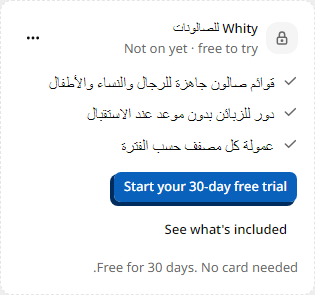 Whity للصالونات
Not on yet · free to try
قوائم صالون جاهزة للرجال والنساء والأطفال
دور للزبائن بدون موعد عند الاستقبال
عمولة كل مصفف حسب الفترة
Start your 30-day free trial
See what's included
Free for 30 days. No card needed.